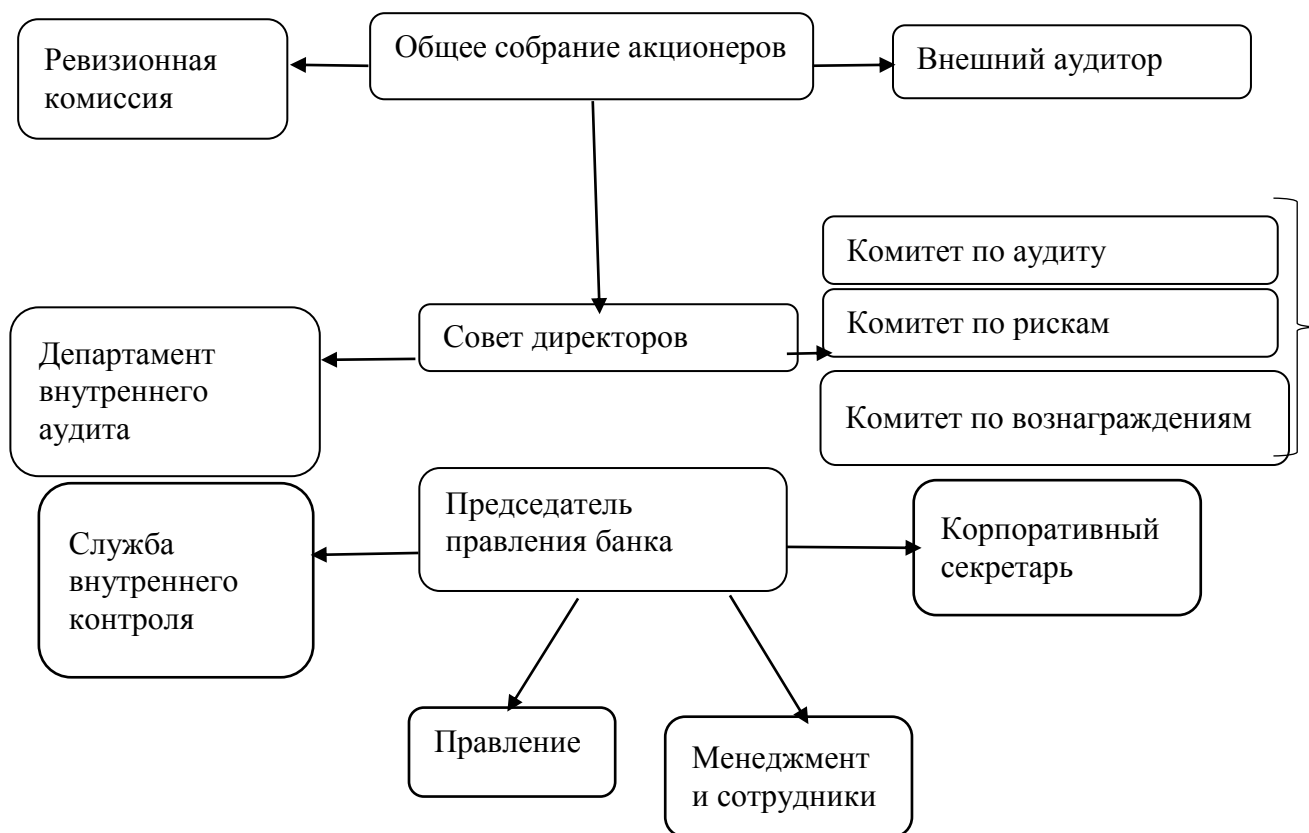 Ревизионная
комиссия
Общее собрание акционеров
Внешний аудитор
Комитет по аудиту
Департамент
внутреннего
аудита
Совет директоров
Комитет по рискам
Комитет по вознаграждениям
Служба
внутреннего
контроля
Председатель
правления банка
Корпоративный
секретарь
Правление
Менеджмент
и сотрудники